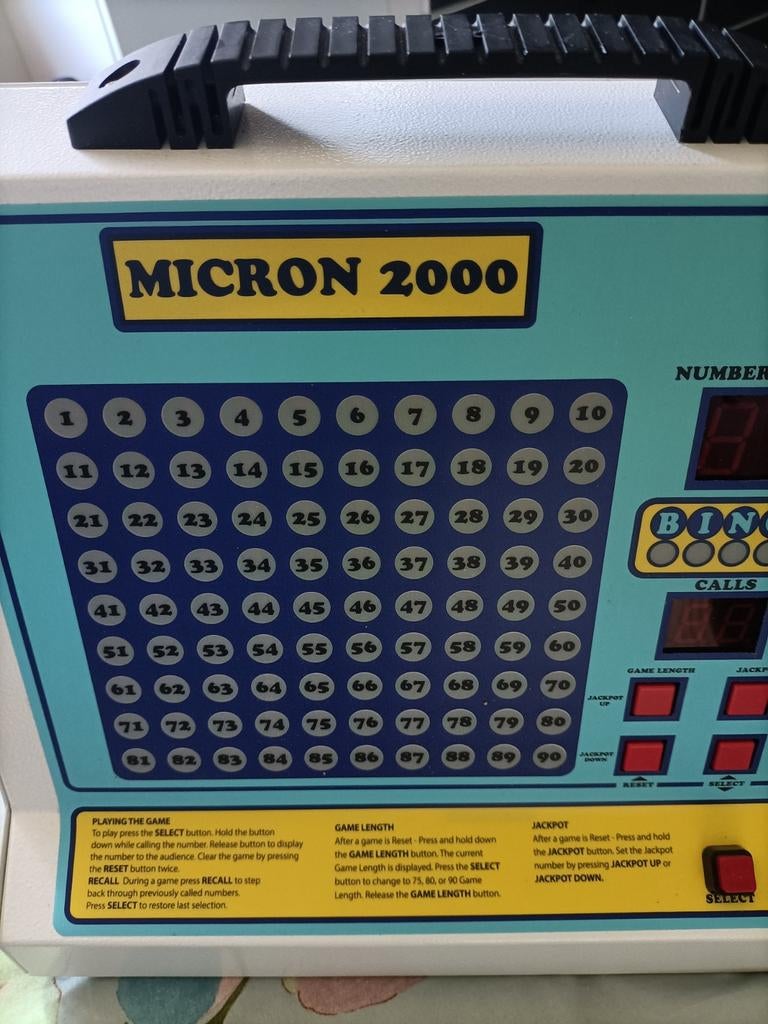 MICRON 2000
1 2 3 4 5 6 7 8 9 10
11 12 13 14 15 16 17 18 19 20
21 22 23 24 25 26 27 28 29 30
31 32 33 34 35 36 37 38 39 40
41 42 43 44 45 46 47 48 49 50
51 52 53 54 55 56 57 58 59 60
61 62 63 64 65 66 67 68 69 70
71 72 73 74 75 76 77 78 79 80
81 82 83 84 85 86 87 88 89 90
NUMBER
BIN
CALLS
GAME LENGTH
JACKP
JACKPOT
UP
JACKPOT
DOWN
RESET
SELECT
PLAYING THE GAME
To play press the SELECT button. Hold the button
down while calling the number. Release button to display
the number to the audience. Clear the game by pressing
the RESET button twice.
RECALL During a game press RECALL to step
back through previously called numbers.
Press SELECT to restore last selection.
GAME LENGTH
After a game is Reset - Press and hold down
the GAME LENGTH button. The current
Game Length is displayed. Press the SELECT
button to change to 75, 80, or 90 Game
Length. Release the GAME LENGTH button.
JACKPOT
After a game is Reset - Press and hold
the JACKPOT button. Set the Jackpot
number by pressing JACKPOT UP or
JACKPOT DOWN.
SELECT